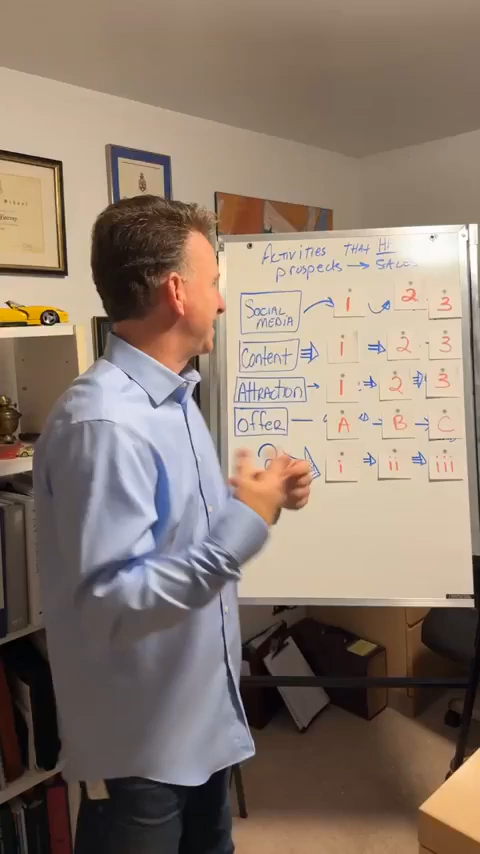 ACTIVITIES THAT
prospects → SALES
SOCIAL MEDIA 1 2 3
Content 1 2 3
ATTRACTION 1 2 3
Offer A B C
i ii iii